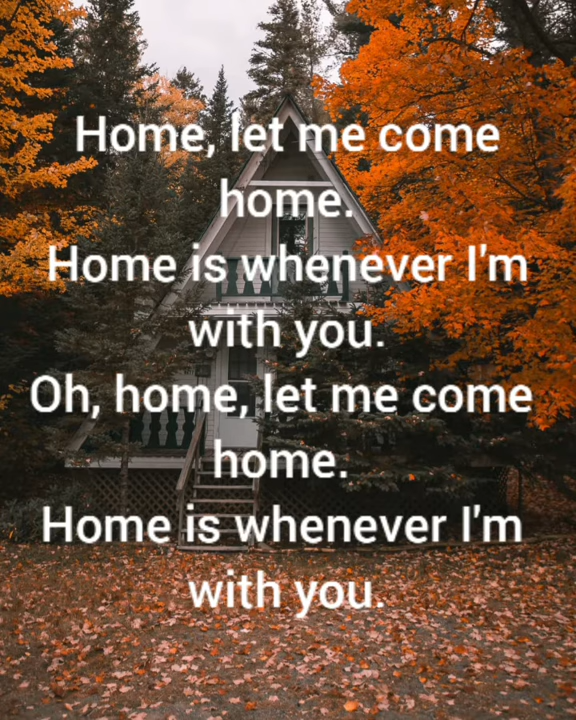 Home, let me come
home.
Home is whenever I'm
with you.
Oh, home, let me come
home.
Home is whenever I'm
with you.